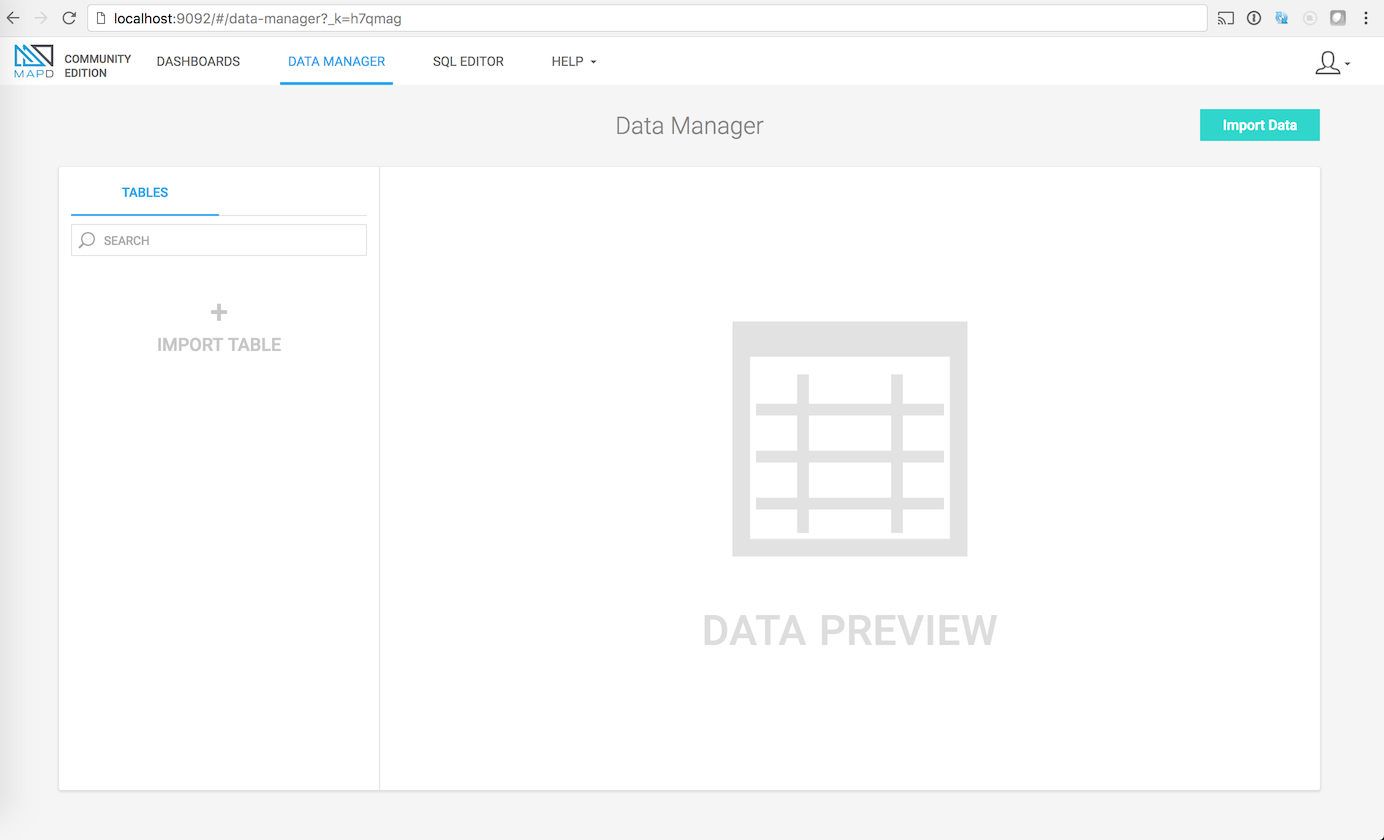 localhost:9092/#/data-manager?_k=h7qmag
MAPD
COMMUNITY
EDITION
DASHBOARDS
DATA MANAGER
SQL EDITOR
HELP
Data Manager
Import Data
TABLES
SEARCH
+
IMPORT TABLE
DATA PREVIEW